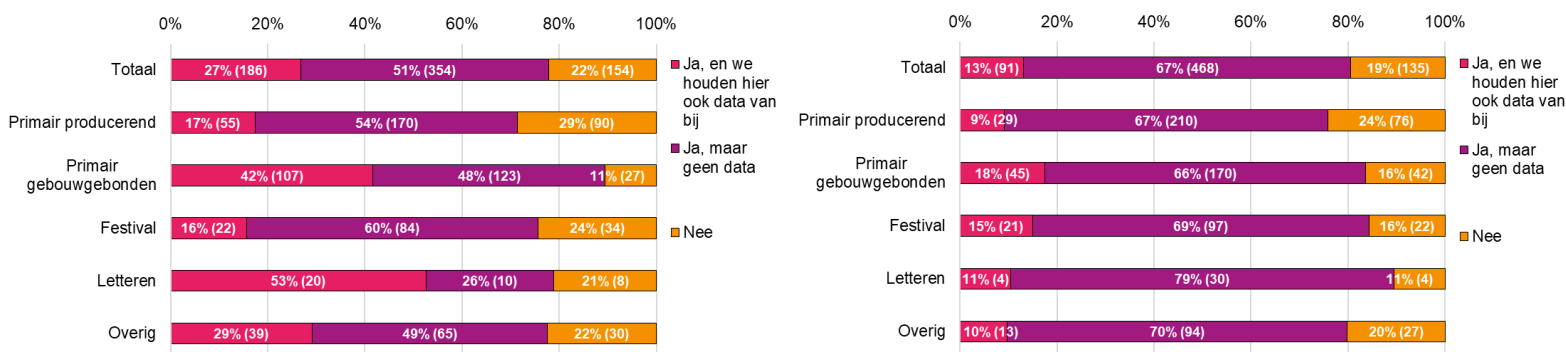 0% 20% 40% 60% 80% 100%
Totaal 27% (186) 51% (354) 22% (154)
Primair producerend 17% (55) 54% (170) 29% (90)
Primair
gebouwgebonden 42% (107) 48% (123) 11% (27)
Festival 16% (22) 60% (84) 24% (34)
Letteren 53% (20) 26% (10) 21% (8)
Overig 29% (39) 49% (65) 22% (30)
Ja, en we
houden hier
ook data van
bij
Ja, maar
geen data
Nee
0% 20% 40% 60% 80% 100%
Totaal 13% (91) 67% (468) 19% (135)
Primair producerend 9% (29) 67% (210) 24% (76)
Primair
gebouwgebonden 18% (45) 66% (170) 16% (42)
Festival 15% (21) 69% (97) 16% (22)
Letteren 11% (4) 79% (30) 11% (4)
Overig 10% (13) 70% (94) 20% (27)
Ja, en we
houden hier
ook data van
bij
Ja, maar
geen data
Nee